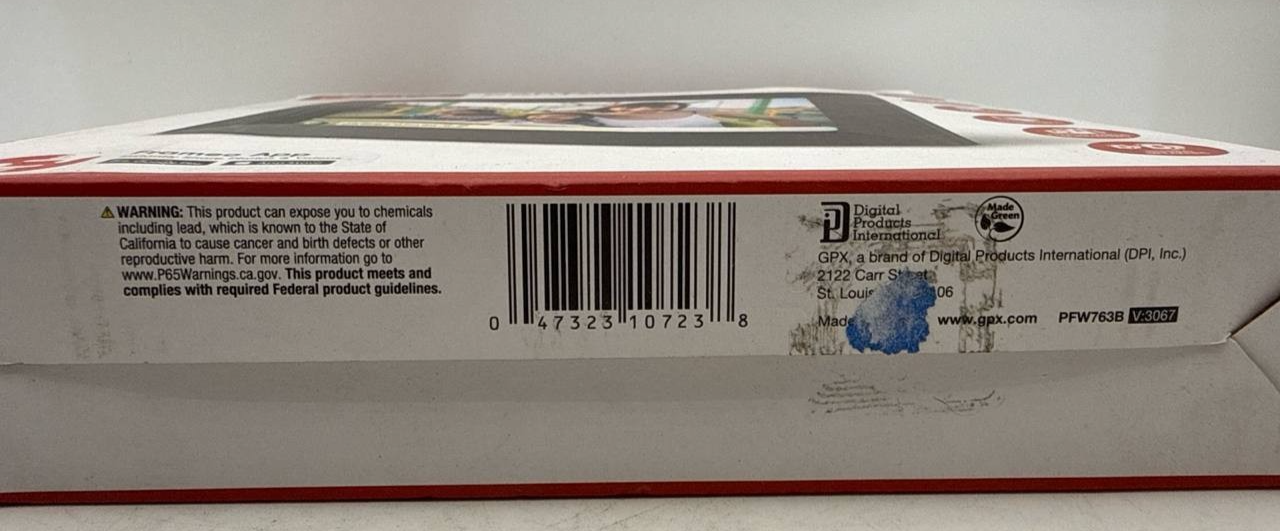 Frameo App
⚠ WARNING: This product can expose you to chemicals
including lead, which is known to the State of
California to cause cancer and birth defects or other
reproductive harm. For more information go to
www.P65Warnings.ca.gov. This product meets and
complies with required Federal product guidelines.
0 47323 10723 8
Digital
Products
International
Made
Green
GPX, a brand of Digital Products International (DPI, Inc.)
2122 Carr Street
St. Louis 06
Made www.gpx.com PFW763B V:3067